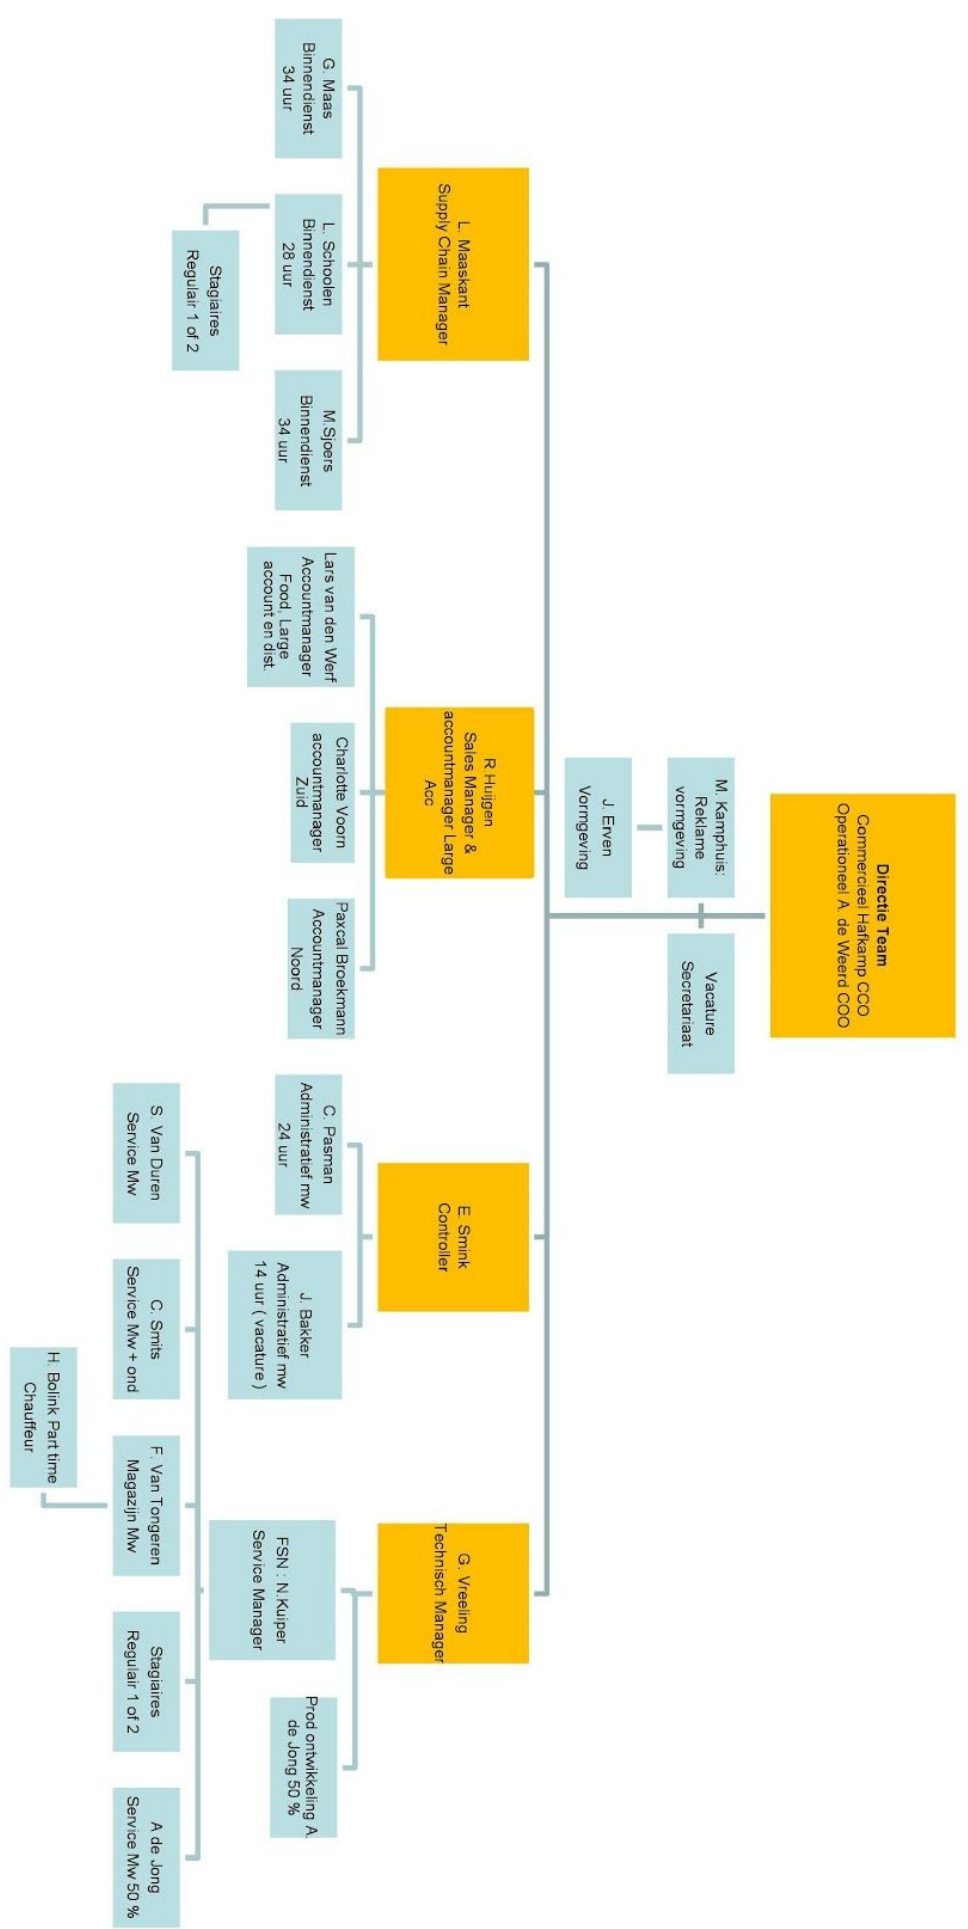 Directie Team
Commercieel Hafkamp CCO
Operationeel A. de Weerd COO
M. Kamphuis:
Reklame
vormgeving
Vacature
Secretariaat
J. Erven
Vormgeving
L. Maaskant
Supply Chain Manager
R Huijgen
Sales Manager &
accountmanager Large
Acc
E. Smink
Controller
G. Vreeling
Technisch Manager
G. Maas
Binnendienst
34 uur
L. Schoolen
Binnendienst
28 uur
M.Sjoers
Binnendienst
34 uur
Stagiaires
Regulair 1 of 2
Lars van den Werf
Accountmanager
Food, Large
account en dist.
Charlotte Voorn
accountmanager
Zuid
Paxcal Broekmann
Accountmanager
Noord
C. Pasman
Administratief mw
24 uur
J. Bakker
Administratief mw
14 uur ( vacature )
FSN : N.Kuiper
Service Manager
Prod ontwikkeling A.
de Jong 50 %
S. Van Duren
Service Mw
C. Smits
Service Mw + ond
F. Van Tongeren
Magazijn Mw
Stagiaires
Regulair 1 of 2
A de Jong
Service Mw 50 %
H. Bolink Part time
Chauffeur